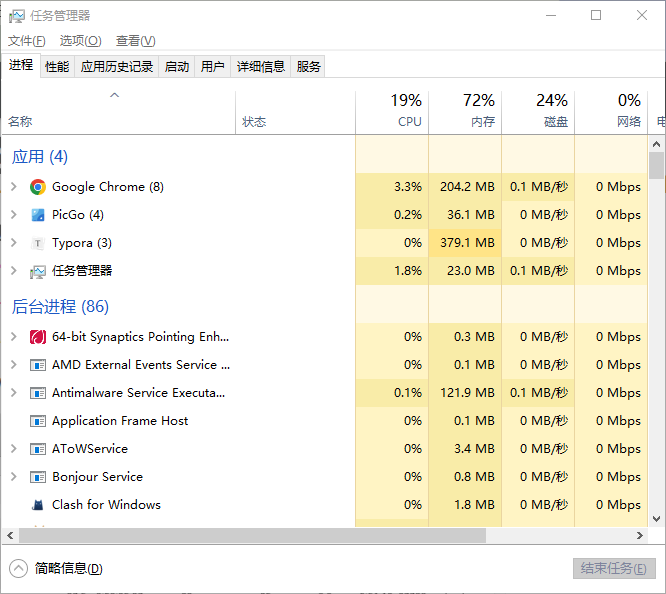 任务管理器
文件(F) 选项(O) 查看(V)
进程 性能 应用历史记录 启动 用户 详细信息 服务
19% 72% 24% 0%
名称 状态 CPU 内存 磁盘 网络
应用 (4)
Google Chrome (8) 3.3% 204.2 MB 0.1 MB/秒 0 Mbps
PicGo (4) 0.2% 36.1 MB 0 MB/秒 0 Mbps
Typora (3) 0% 379.1 MB 0 MB/秒 0 Mbps
任务管理器 1.8% 23.0 MB 0.1 MB/秒 0 Mbps
后台进程 (86)
64-bit Synaptics Pointing Enh... 0% 0.3 MB 0 MB/秒 0 Mbps
AMD External Events Service ... 0% 0.1 MB 0 MB/秒 0 Mbps
Antimalware Service Executa... 0.1% 121.9 MB 0.1 MB/秒 0 Mbps
Application Frame Host 0% 0.1 MB 0 MB/秒 0 Mbps
AToWService 0% 3.4 MB 0 MB/秒 0 Mbps
Bonjour Service 0% 0.8 MB 0 MB/秒 0 Mbps
Clash for Windows 0% 1.8 MB 0 MB/秒 0 Mbps
简略信息(D) 结束任务(E)